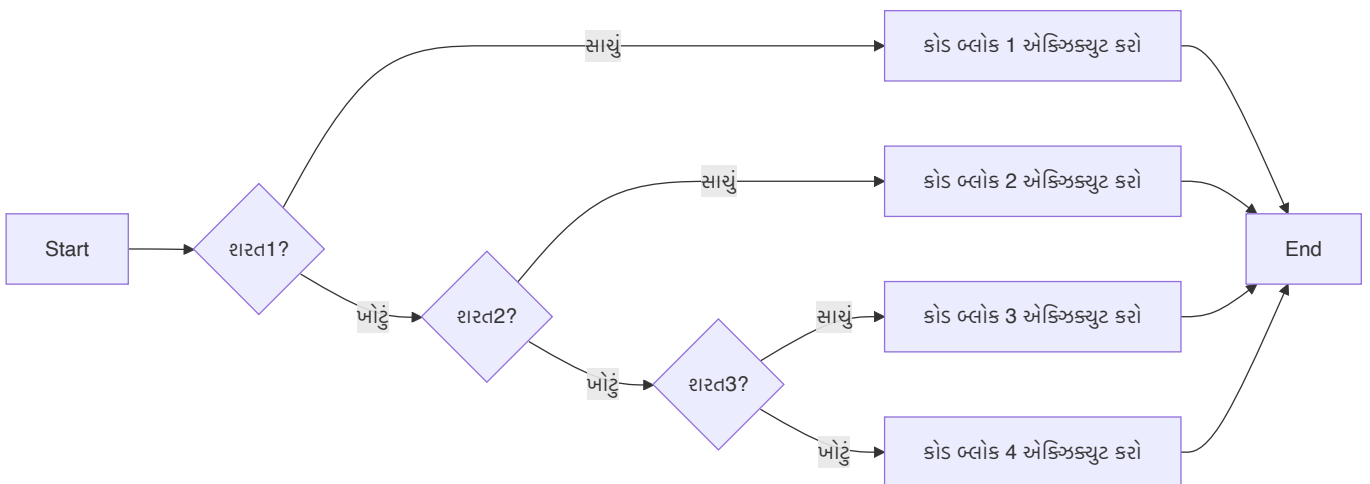 સાચું
કોડ બ્લોક 1 એક્ઝિક્યુટ કરો
સાચું
કોડ બ્લોક 2 એક્ઝિક્યુટ કરો
Start
શરત1?
End
ખોટું
શરત2?
સાચું
કોડ બ્લોક 3 એક્ઝિક્યુટ કરો
ખોટું
શરત3?
ખોટું
કોડ બ્લોક 4 એક્ઝિક્યુટ કરો